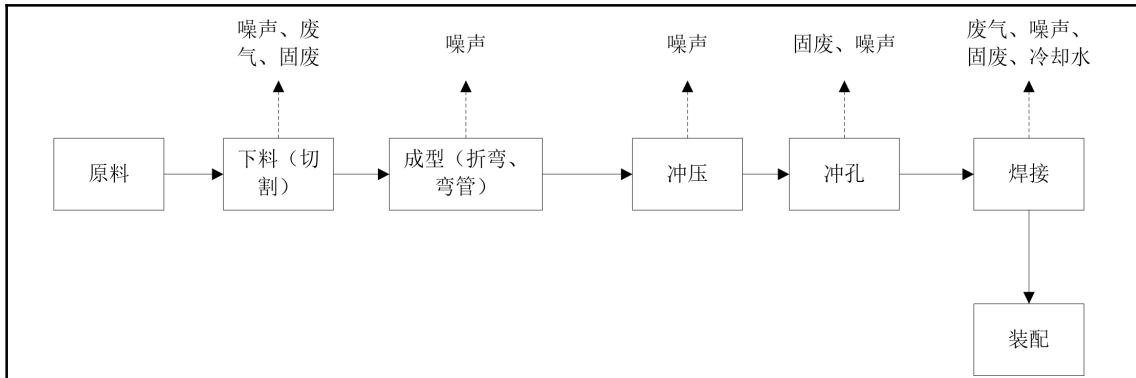 噪声、废
气、固废
噪声
噪声
固废、噪声
废气、噪声、
固废、冷却水
原料
下料（切
割）
成型（折弯、
弯管）
冲压
冲孔
焊接
装配